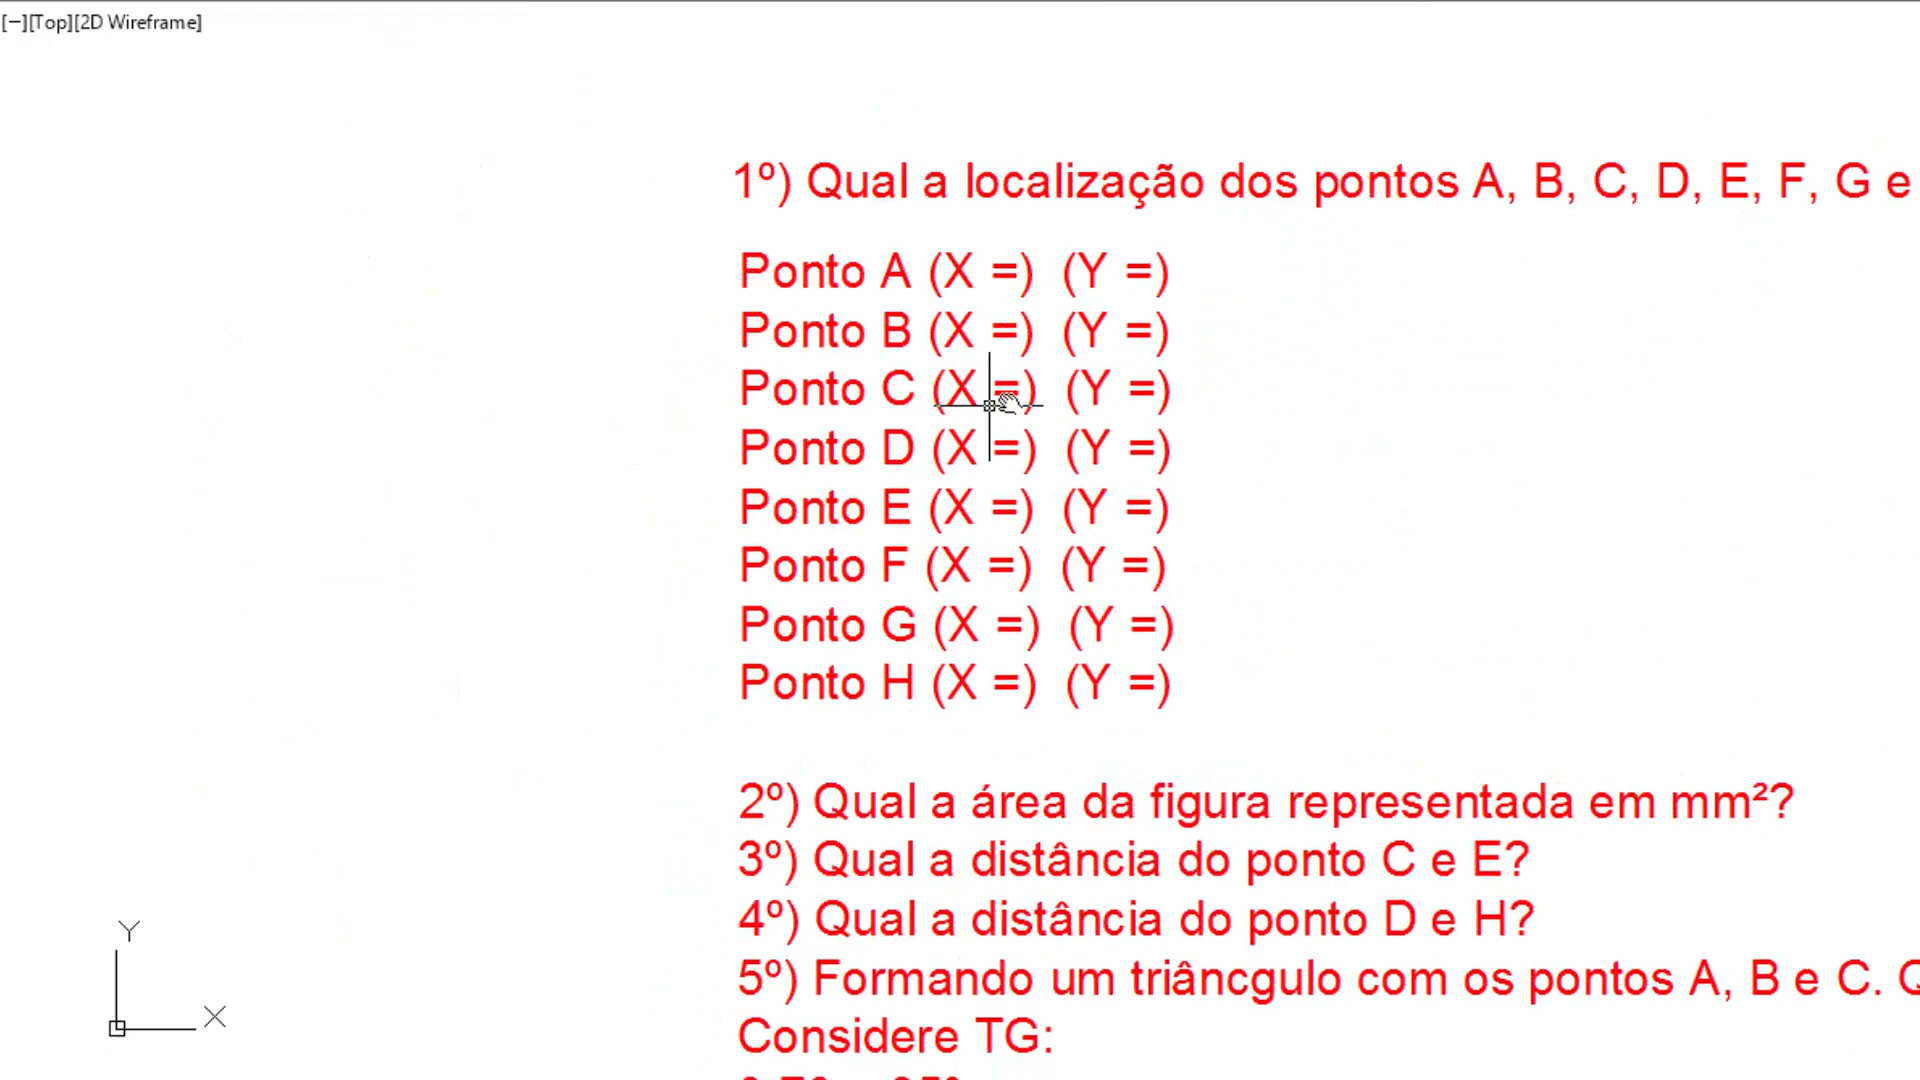 [−][Top][2D Wireframe]
1º) Qual a localização dos pontos A, B, C, D, E, F, G e
Ponto A (X =) (Y =)
Ponto B (X =) (Y =)
Ponto C (X =) (Y =)
Ponto D (X =) (Y =)
Ponto E (X =) (Y =)
Ponto F (X =) (Y =)
Ponto G (X =) (Y =)
Ponto H (X =) (Y =)
2º) Qual a área da figura representada em mm²?
3º) Qual a distância do ponto C e E?
4º) Qual a distância do ponto D e H?
5º) Formando um triâncgulo com os pontos A, B e C.
Considere TG:
Y
X